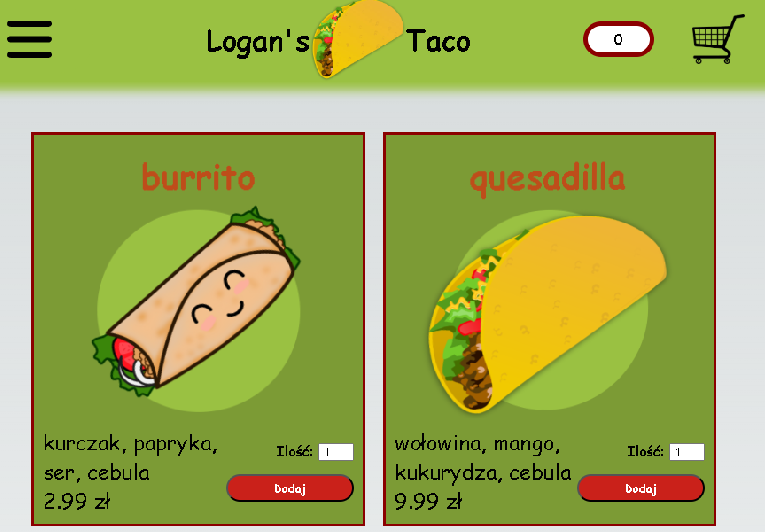 Logan's Taco 0
burrito
kurczak, papryka,
ser, cebula
2.99 zł
Ilość: 1
Dodaj
quesadilla
wołowina, mango,
kukurydza, cebula
9.99 zł
Ilość: 1
Dodaj